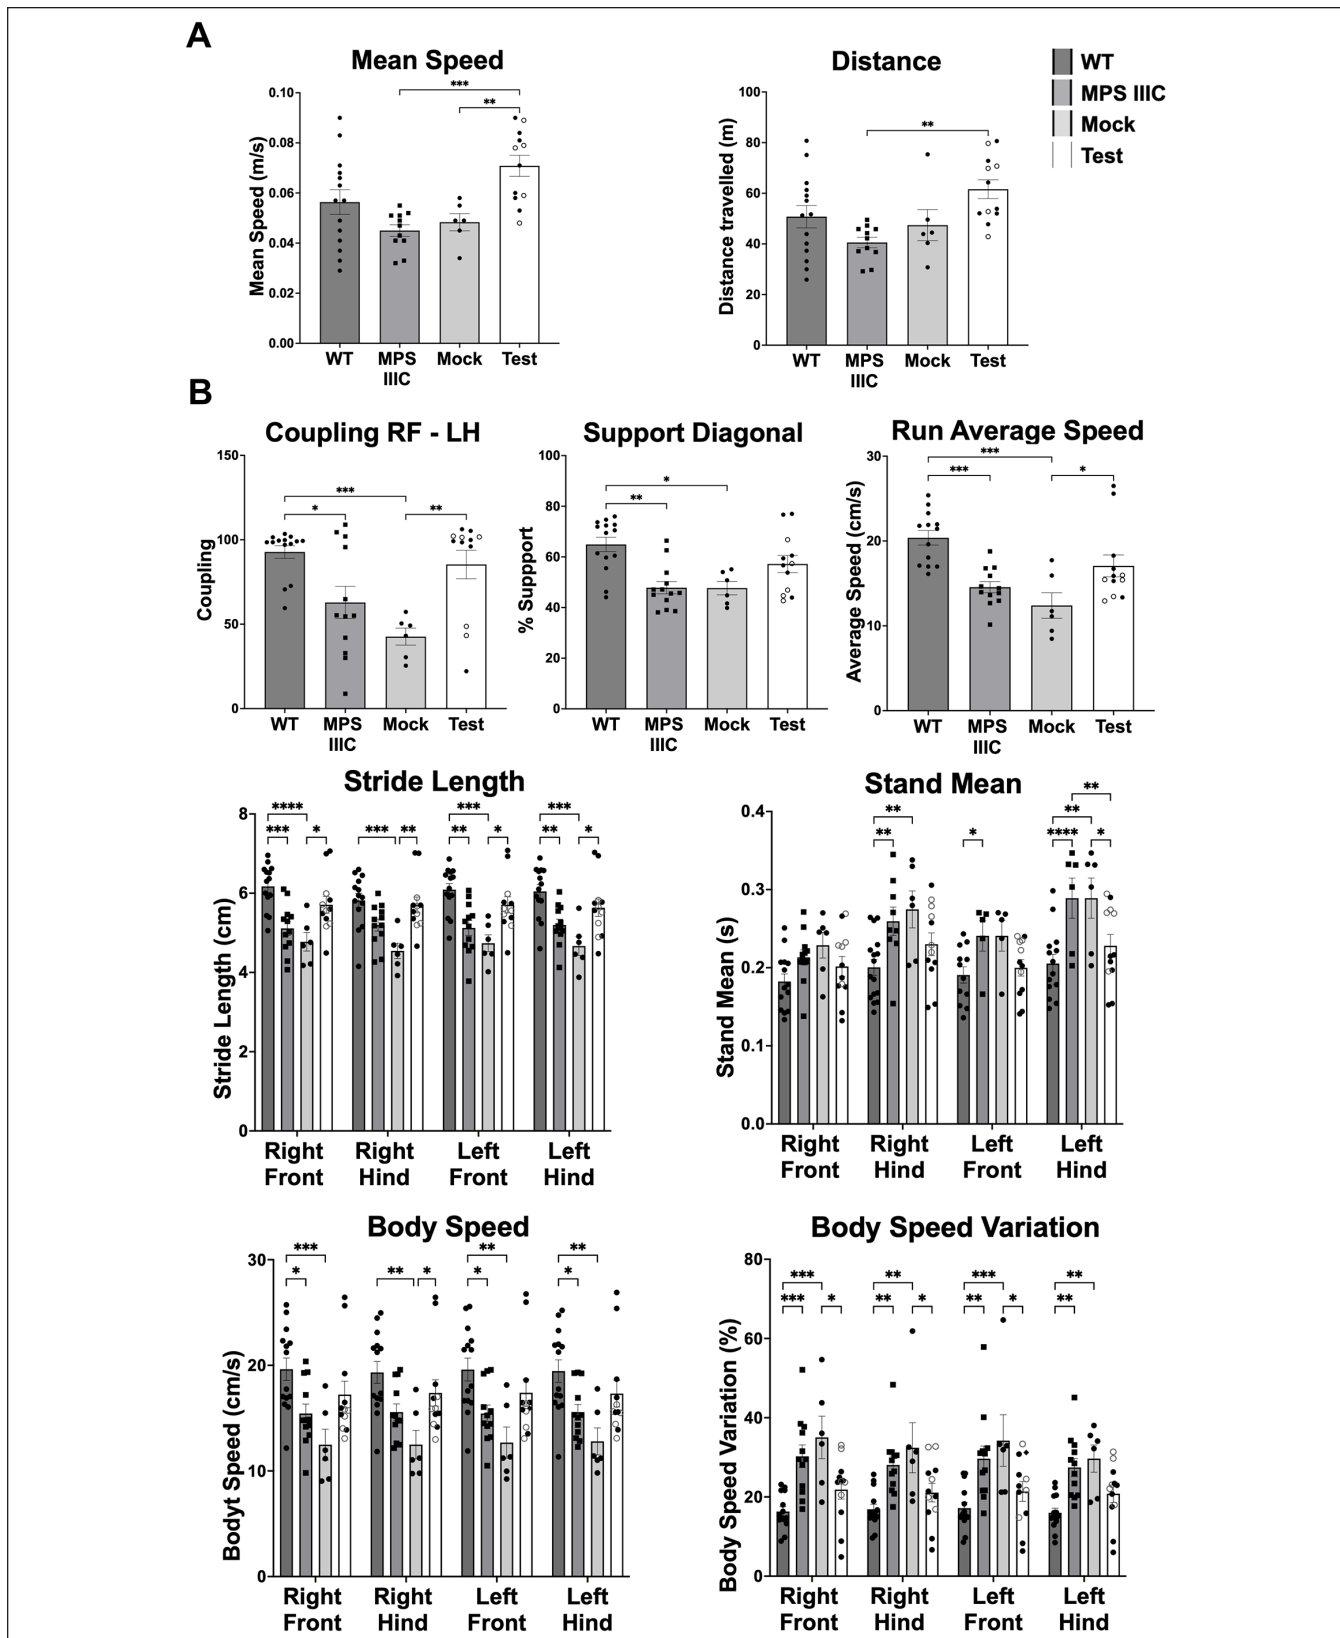 A
Mean Speed
Distance
WT
MPS IIIC
Mock
Test
***
**
0.10
0.08
0.06
0.04
0.02
0.00
Mean Speed (m/s)
WT
MPS
IIIC
Mock
Test
**
100
80
60
40
20
0
Distance travelled (m)
WT
MPS
IIIC
Mock
Test
B
Coupling RF - LH
***
*
**
150
100
50
0
Coupling
WT
MPS
IIIC
Mock
Test
Support Diagonal
*
**
100
80
60
40
20
0
% Suppport
WT
MPS
IIIC
Mock
Test
Run Average Speed
***
***
*
30
20
10
0
Average Speed (cm/s)
WT
MPS
IIIC
Mock
Test
Stride Length
**** *** ***
*** * *** ** ** * ** *
8
6
4
2
0
Stride Length (cm)
Right
Front
Right
Hind
Left
Front
Left
Hind
Stand Mean
**
** **
** * **** *
0.4
0.3
0.2
0.1
0.0
Stand Mean (s)
Right
Front
Right
Hind
Left
Front
Left
Hind
Body Speed
*** ** **
* ** * * *
30
20
10
0
Bodyt Speed (cm/s)
Right
Front
Right
Hind
Left
Front
Left
Hind
Body Speed Variation
*** ** *** **
*** * ** * ** * **
80
60
40
20
0
Body Speed Variation (%)
Right
Front
Right
Hind
Left
Front
Left
Hind